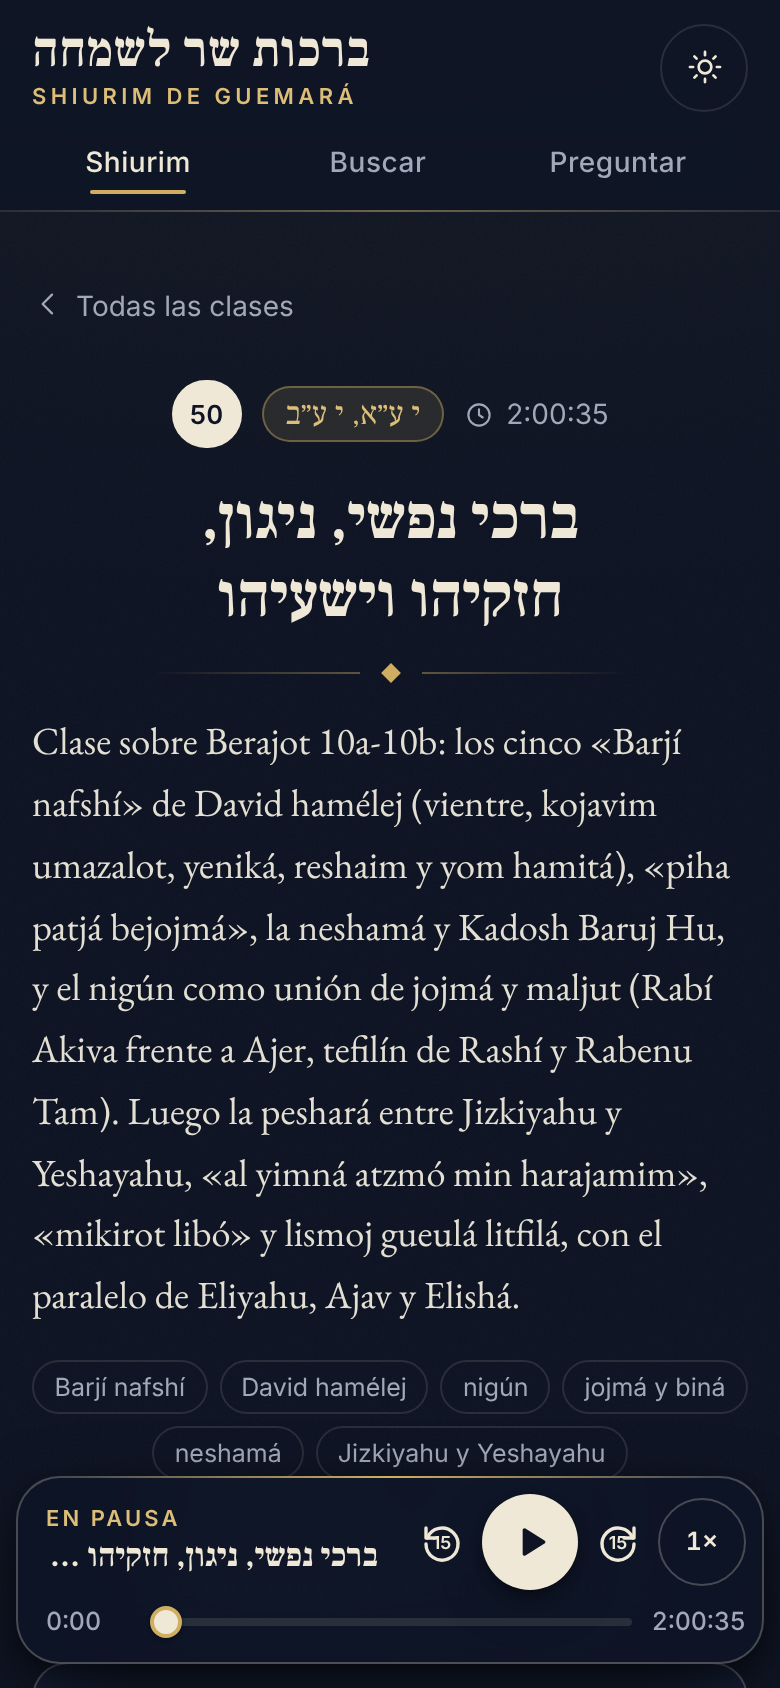 ברכות שר לשמחה
SHIURIM DE GUEMARÁ
Shiurim
Buscar
Preguntar
Todas las clases
50
י ע״א, י ע״ב
2:00:35
ברכי נפשי, ניגון,
חזקיהו וישעיהו
Clase sobre Berajot 10a-10b: los cinco «Barjí
nafshí» de David hamélej (vientre, kojavim
umazalot, yeniká, reshaim y yom hamitá), «piha
patjá bejojmá», la neshamá y Kadosh Baruj Hu,
y el nigún como unión de jojmá y maljut (Rabí
Akiva frente a Ajer, tefilín de Rashí y Rabenu
Tam). Luego la peshará entre Jizkiyahu y
Yeshayahu, «al yimná atzmó min harajamim»,
«mikirot libó» y lismoj gueulá litfilá, con el
paralelo de Eliyahu, Ajav y Elishá.
Barjí nafshí
David hamélej
nigún
jojmá y biná
neshamá
Jizkiyahu y Yeshayahu
EN PAUSA
ברכי נפשי, ניגון, חזקיהו ...
15
15
1×
0:00
2:00:35